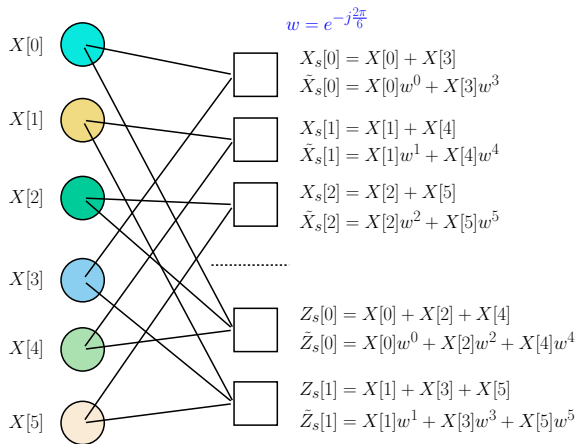 w = e^{-j\frac{2\pi}{6}}
X[0]
X[1]
X[2]
X[3]
X[4]
X[5]
X_s[0] = X[0] + X[3]
\tilde{X}_s[0] = X[0]w^0 + X[3]w^3
X_s[1] = X[1] + X[4]
\tilde{X}_s[1] = X[1]w^1 + X[4]w^4
X_s[2] = X[2] + X[5]
\tilde{X}_s[2] = X[2]w^2 + X[5]w^5
Z_s[0] = X[0] + X[2] + X[4]
\tilde{Z}_s[0] = X[0]w^0 + X[2]w^2 + X[4]w^4
Z_s[1] = X[1] + X[3] + X[5]
\tilde{Z}_s[1] = X[1]w^1 + X[3]w^3 + X[5]w^5